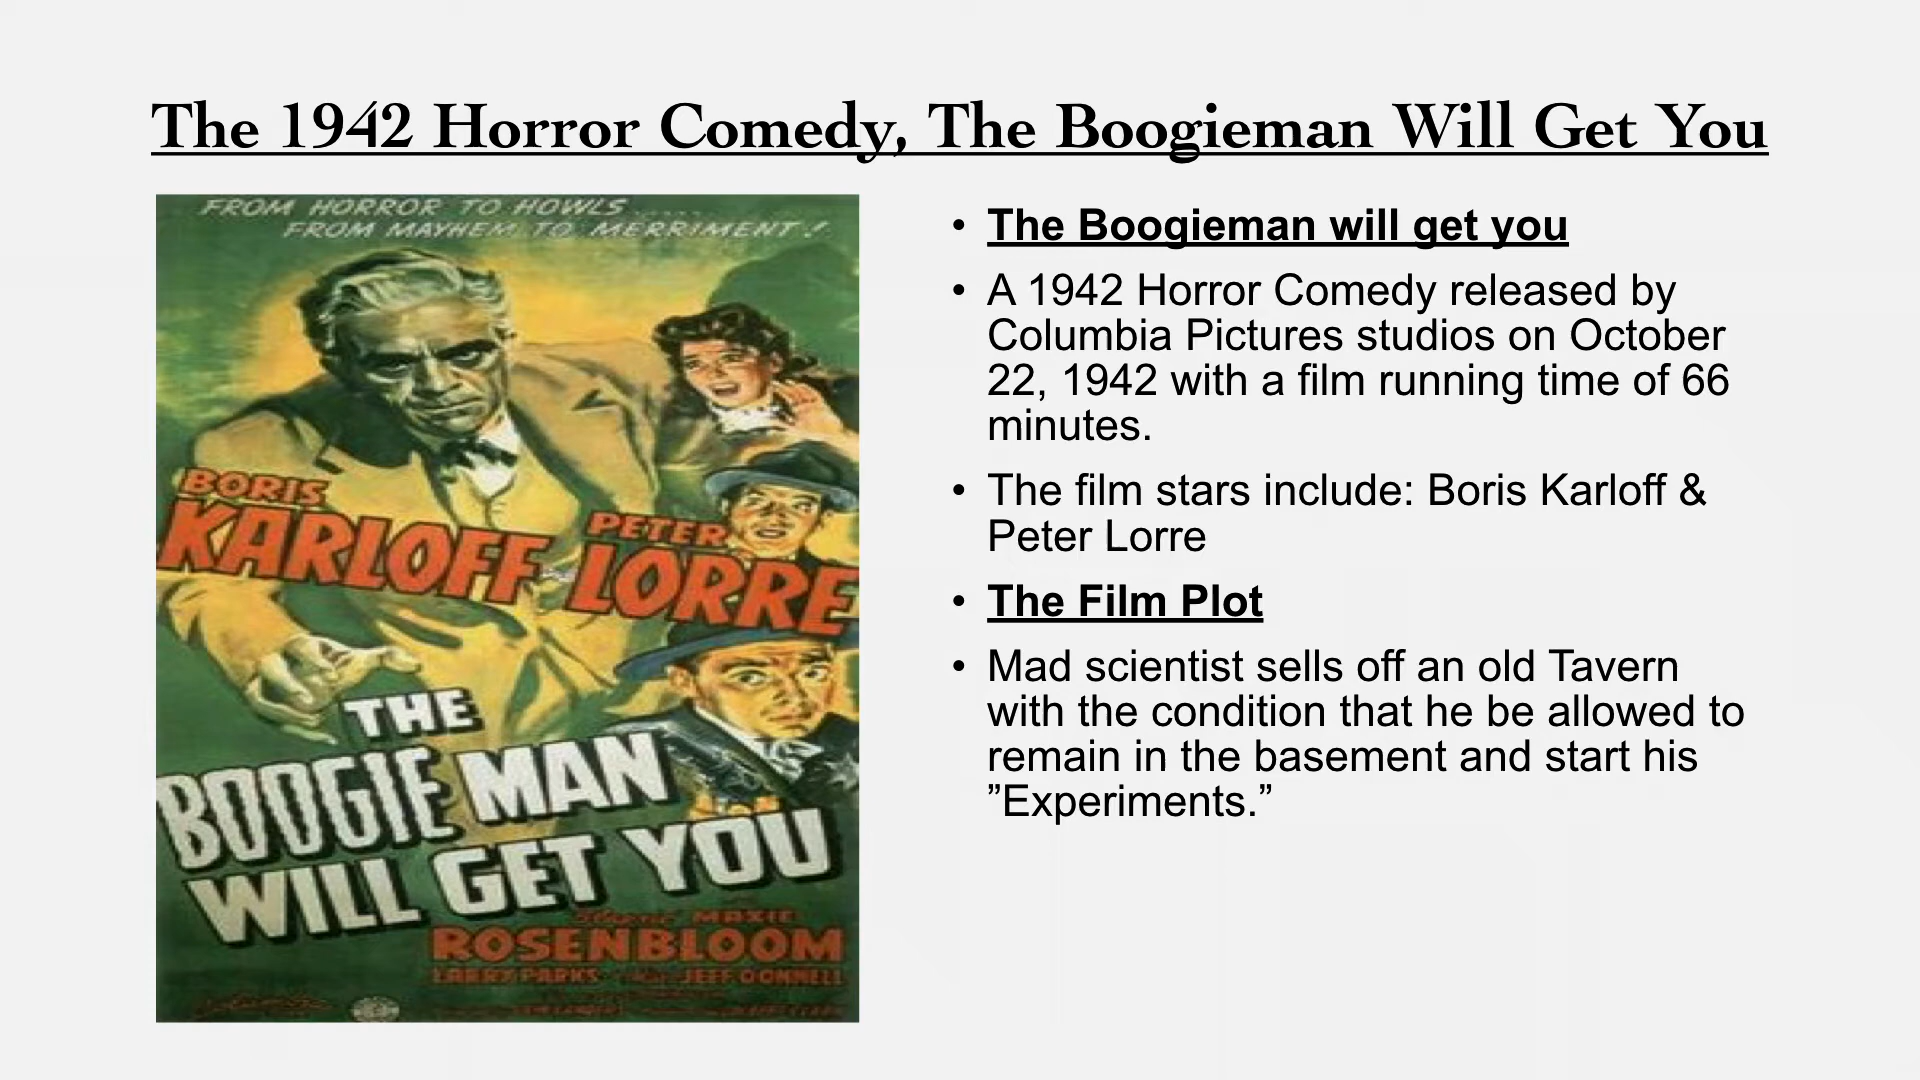 The 1942 Horror Comedy, The Boogieman Will Get You
FROM HORROR TO HOWLS
FROM MAYHEM TO MERRIMENT!
BORIS
KARLOFF
PETER
LORRE
THE
BOOGIE MAN
WILL GET YOU
MAXIE
ROSENBLOOM
LARRY PARKS JEFF DONNELL
• The Boogieman will get you
• A 1942 Horror Comedy released by
Columbia Pictures studios on October
22, 1942 with a film running time of 66
minutes.
• The film stars include: Boris Karloff &
Peter Lorre
• The Film Plot
• Mad scientist sells off an old Tavern
with the condition that he be allowed to
remain in the basement and start his
”Experiments.”